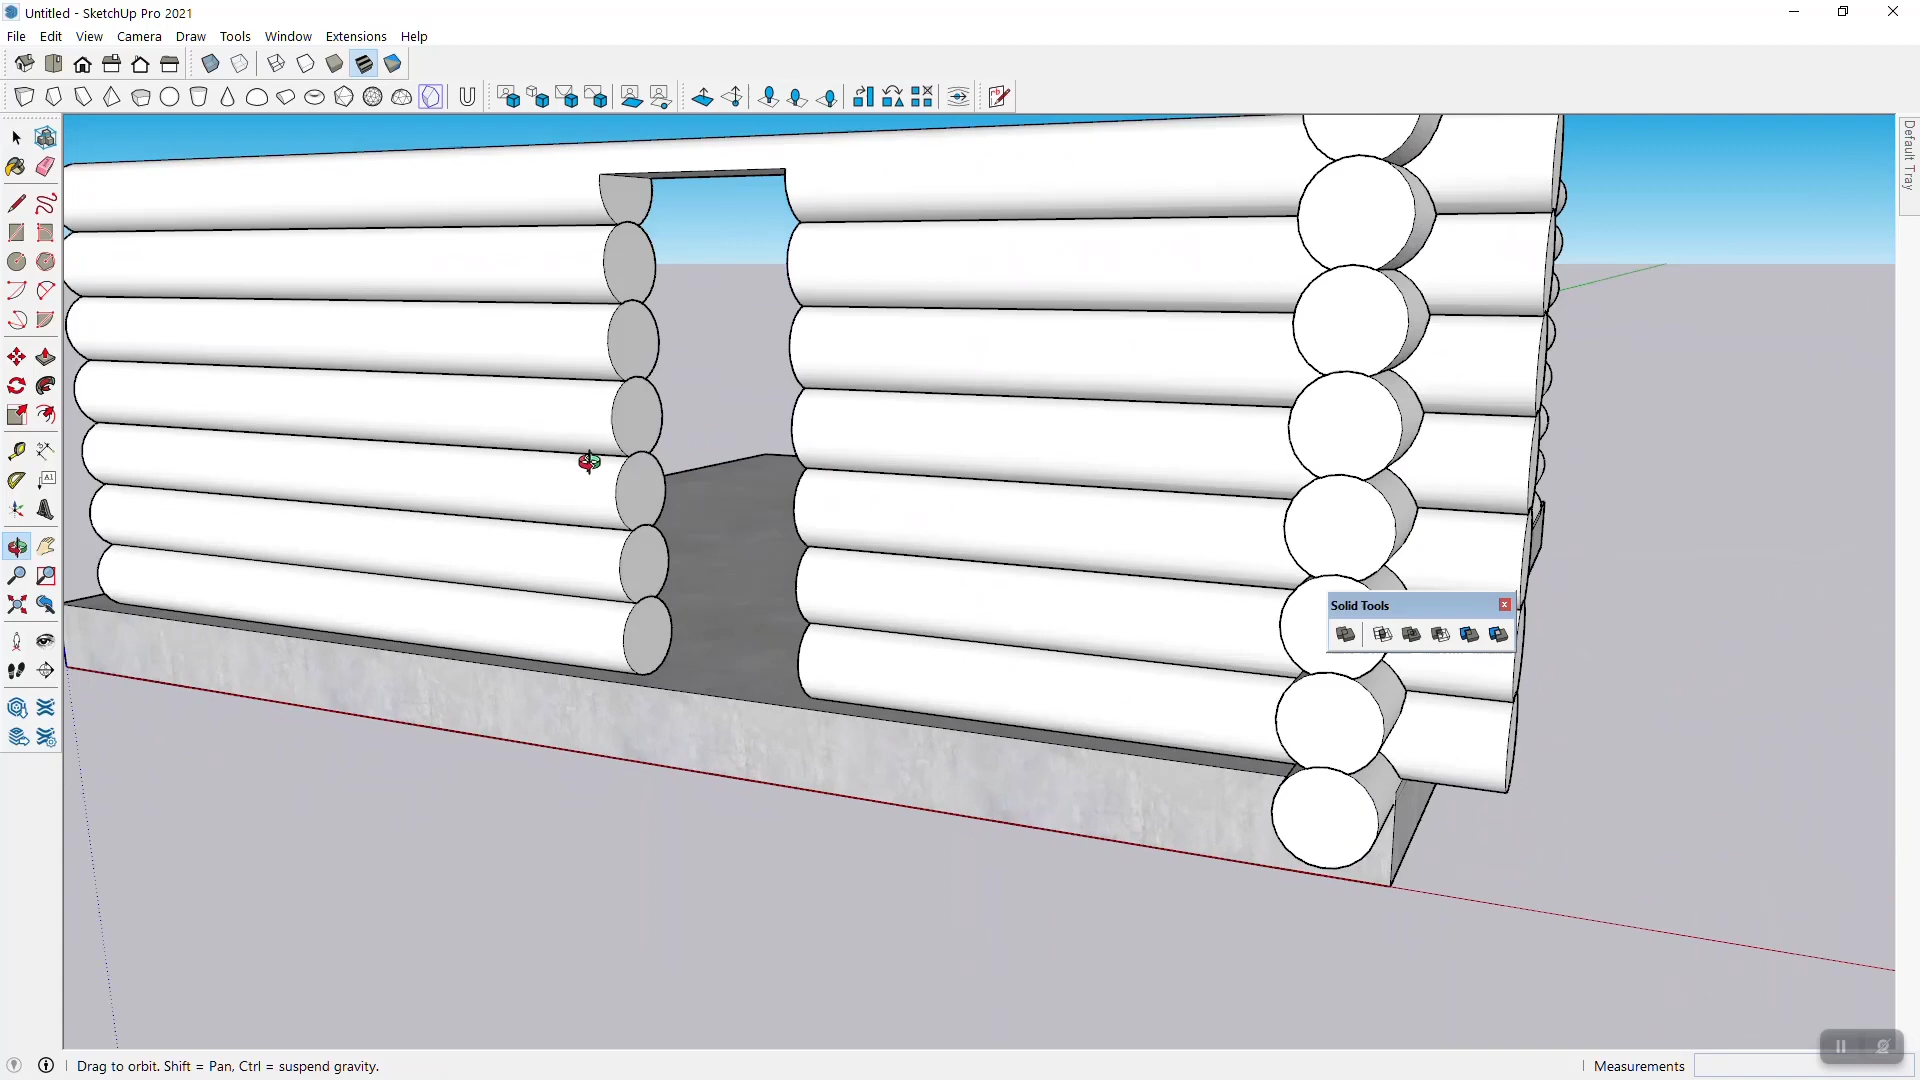 Untitled - SketchUp Pro 2021
File Edit View Camera Draw Tools Window Extensions Help
Default Tray
Solid Tools
Drag to orbit. Shift = Pan, Ctrl = suspend gravity.
Measurements